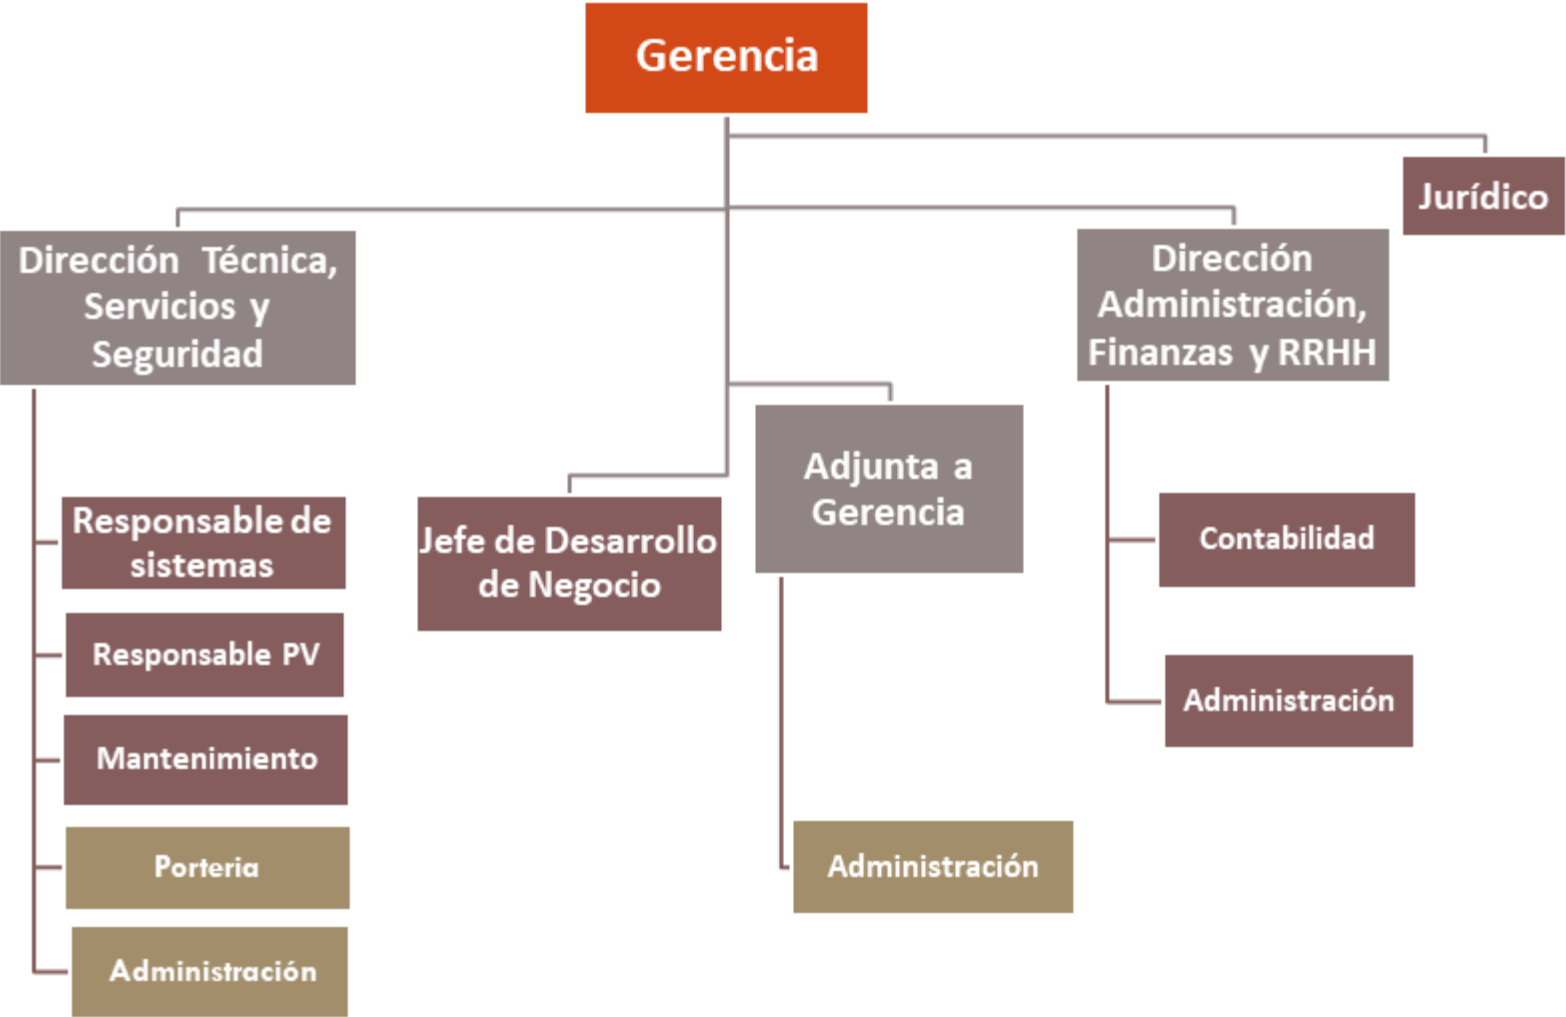 Gerencia
Jurídico
Dirección Técnica,
Servicios y
Seguridad
Dirección
Administración,
Finanzas y RRHH
Adjunta a
Gerencia
Jefe de Desarrollo
de Negocio
Responsable de
sistemas
Responsable PV
Mantenimiento
Porteria
Administración
Contabilidad
Administración
Administración